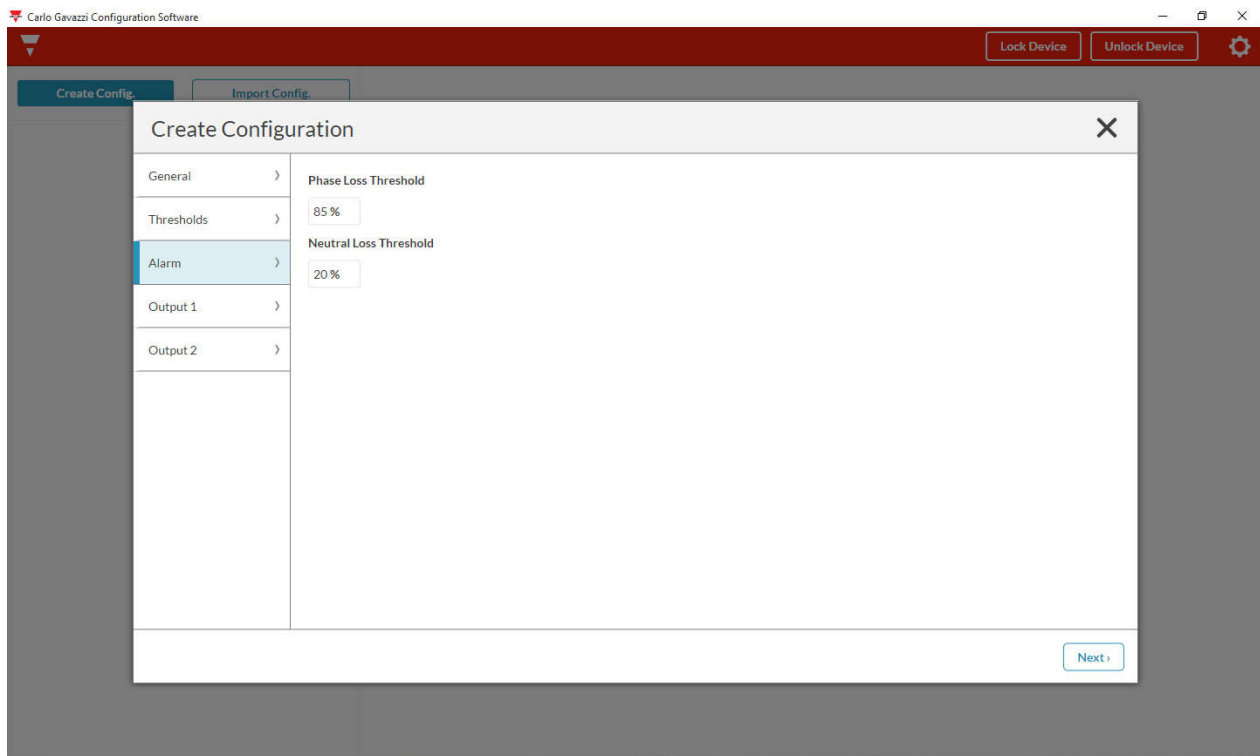 Carlo Gavazzi Configuration Software
Lock Device
Unlock Device
Create Config.
Import Config.
Create Configuration
General
Thresholds
Alarm
Output 1
Output 2
Phase Loss Threshold
85 %
Neutral Loss Threshold
20 %
Next ›